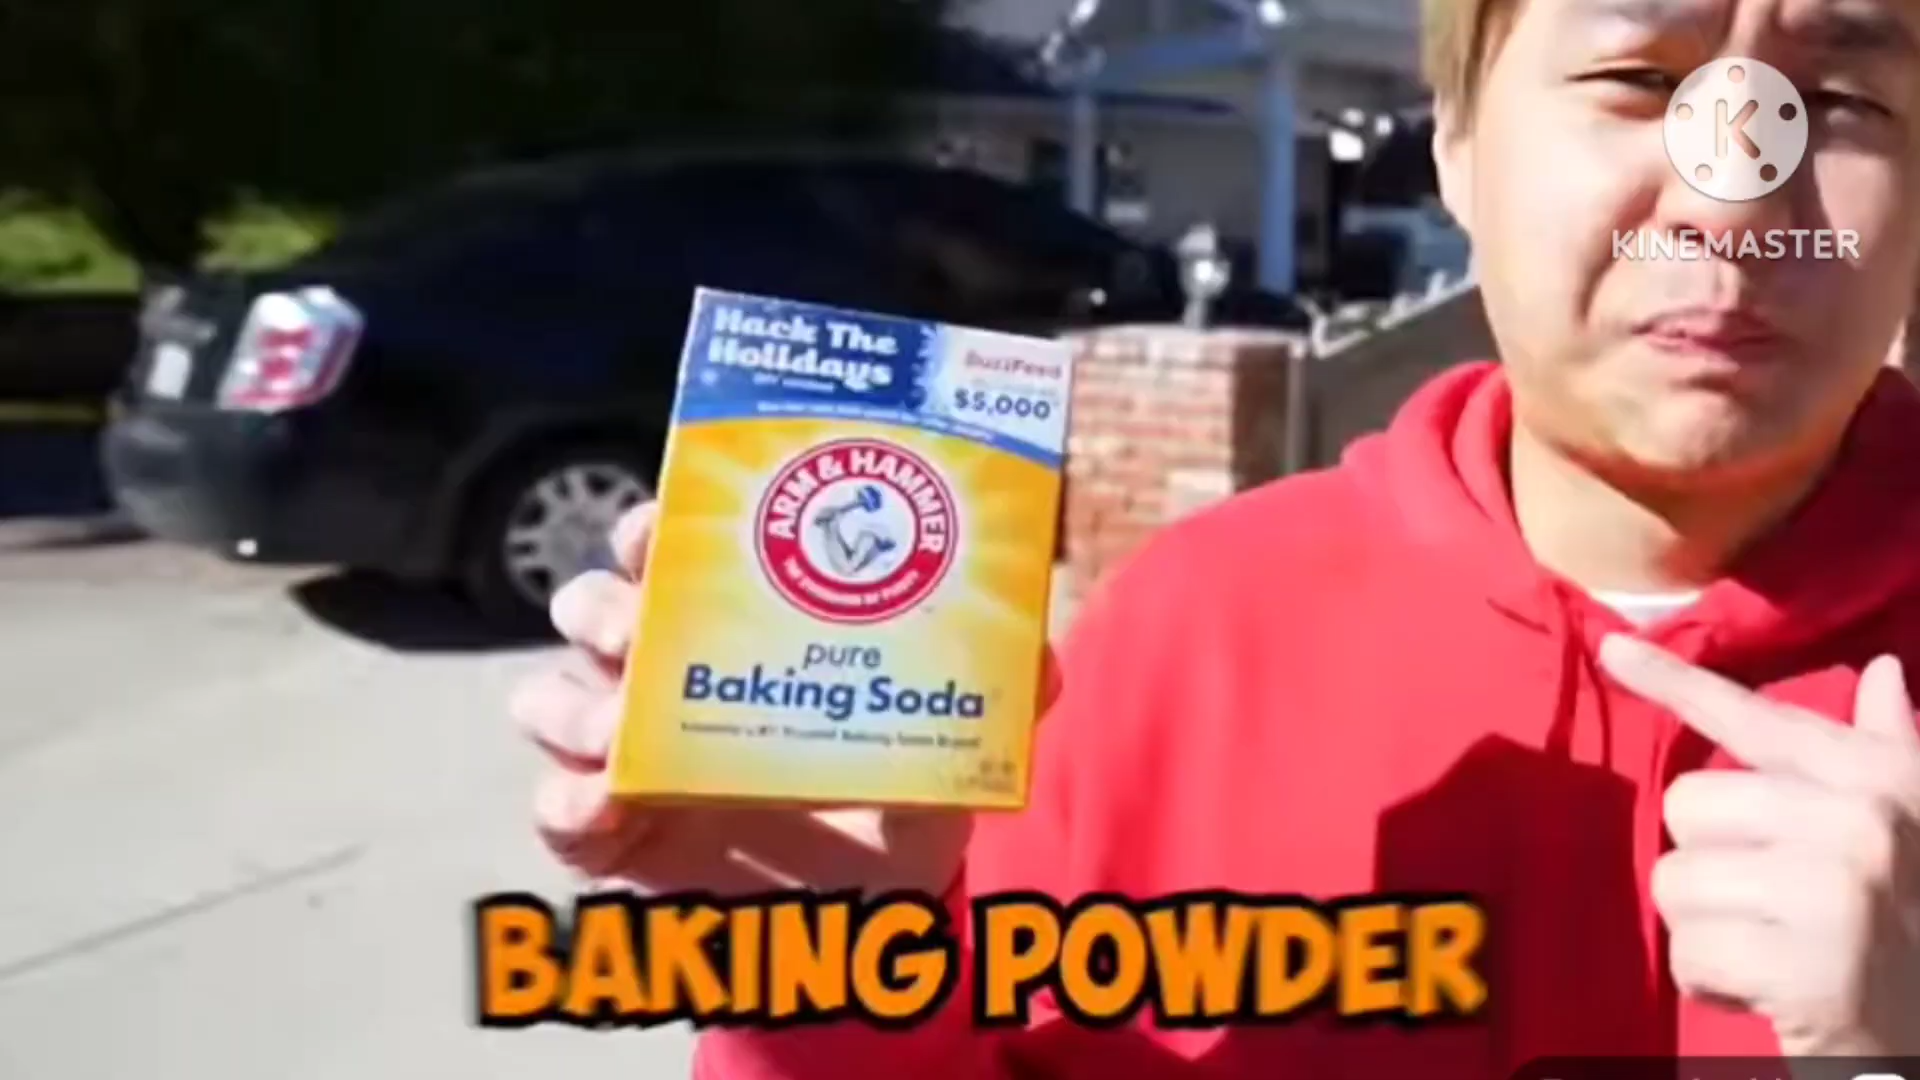 KINEMASTER
Hack The
Holidays
BuzzFeed
$5,000
ARM & HAMMER
pure
Baking Soda
BAKING POWDER